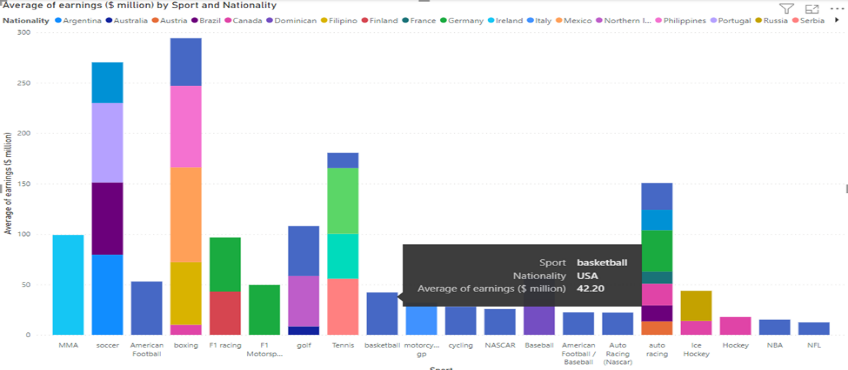 Average of earnings ($ million) by Sport and Nationality
Nationality Argentina Australia Austria Brazil Canada Dominican Filipino Finland France Germany Ireland Italy Mexico Northern I... Philippines Portugal Russia Serbia
300
250
200
150
100
50
0
Average of earnings ($ million)
Sport basketball
Nationality USA
Average of earnings ($ million) 42.20
MMA
soccer
American
Football
boxing
F1 racing
F1
Motorsp...
golf
Tennis
basketball
motorcy...
gp
cycling
NASCAR
Baseball
American
Football /
Baseball
Auto
Racing
(Nascar)
auto
racing
Ice
Hockey
Hockey
NBA
NFL
Sport